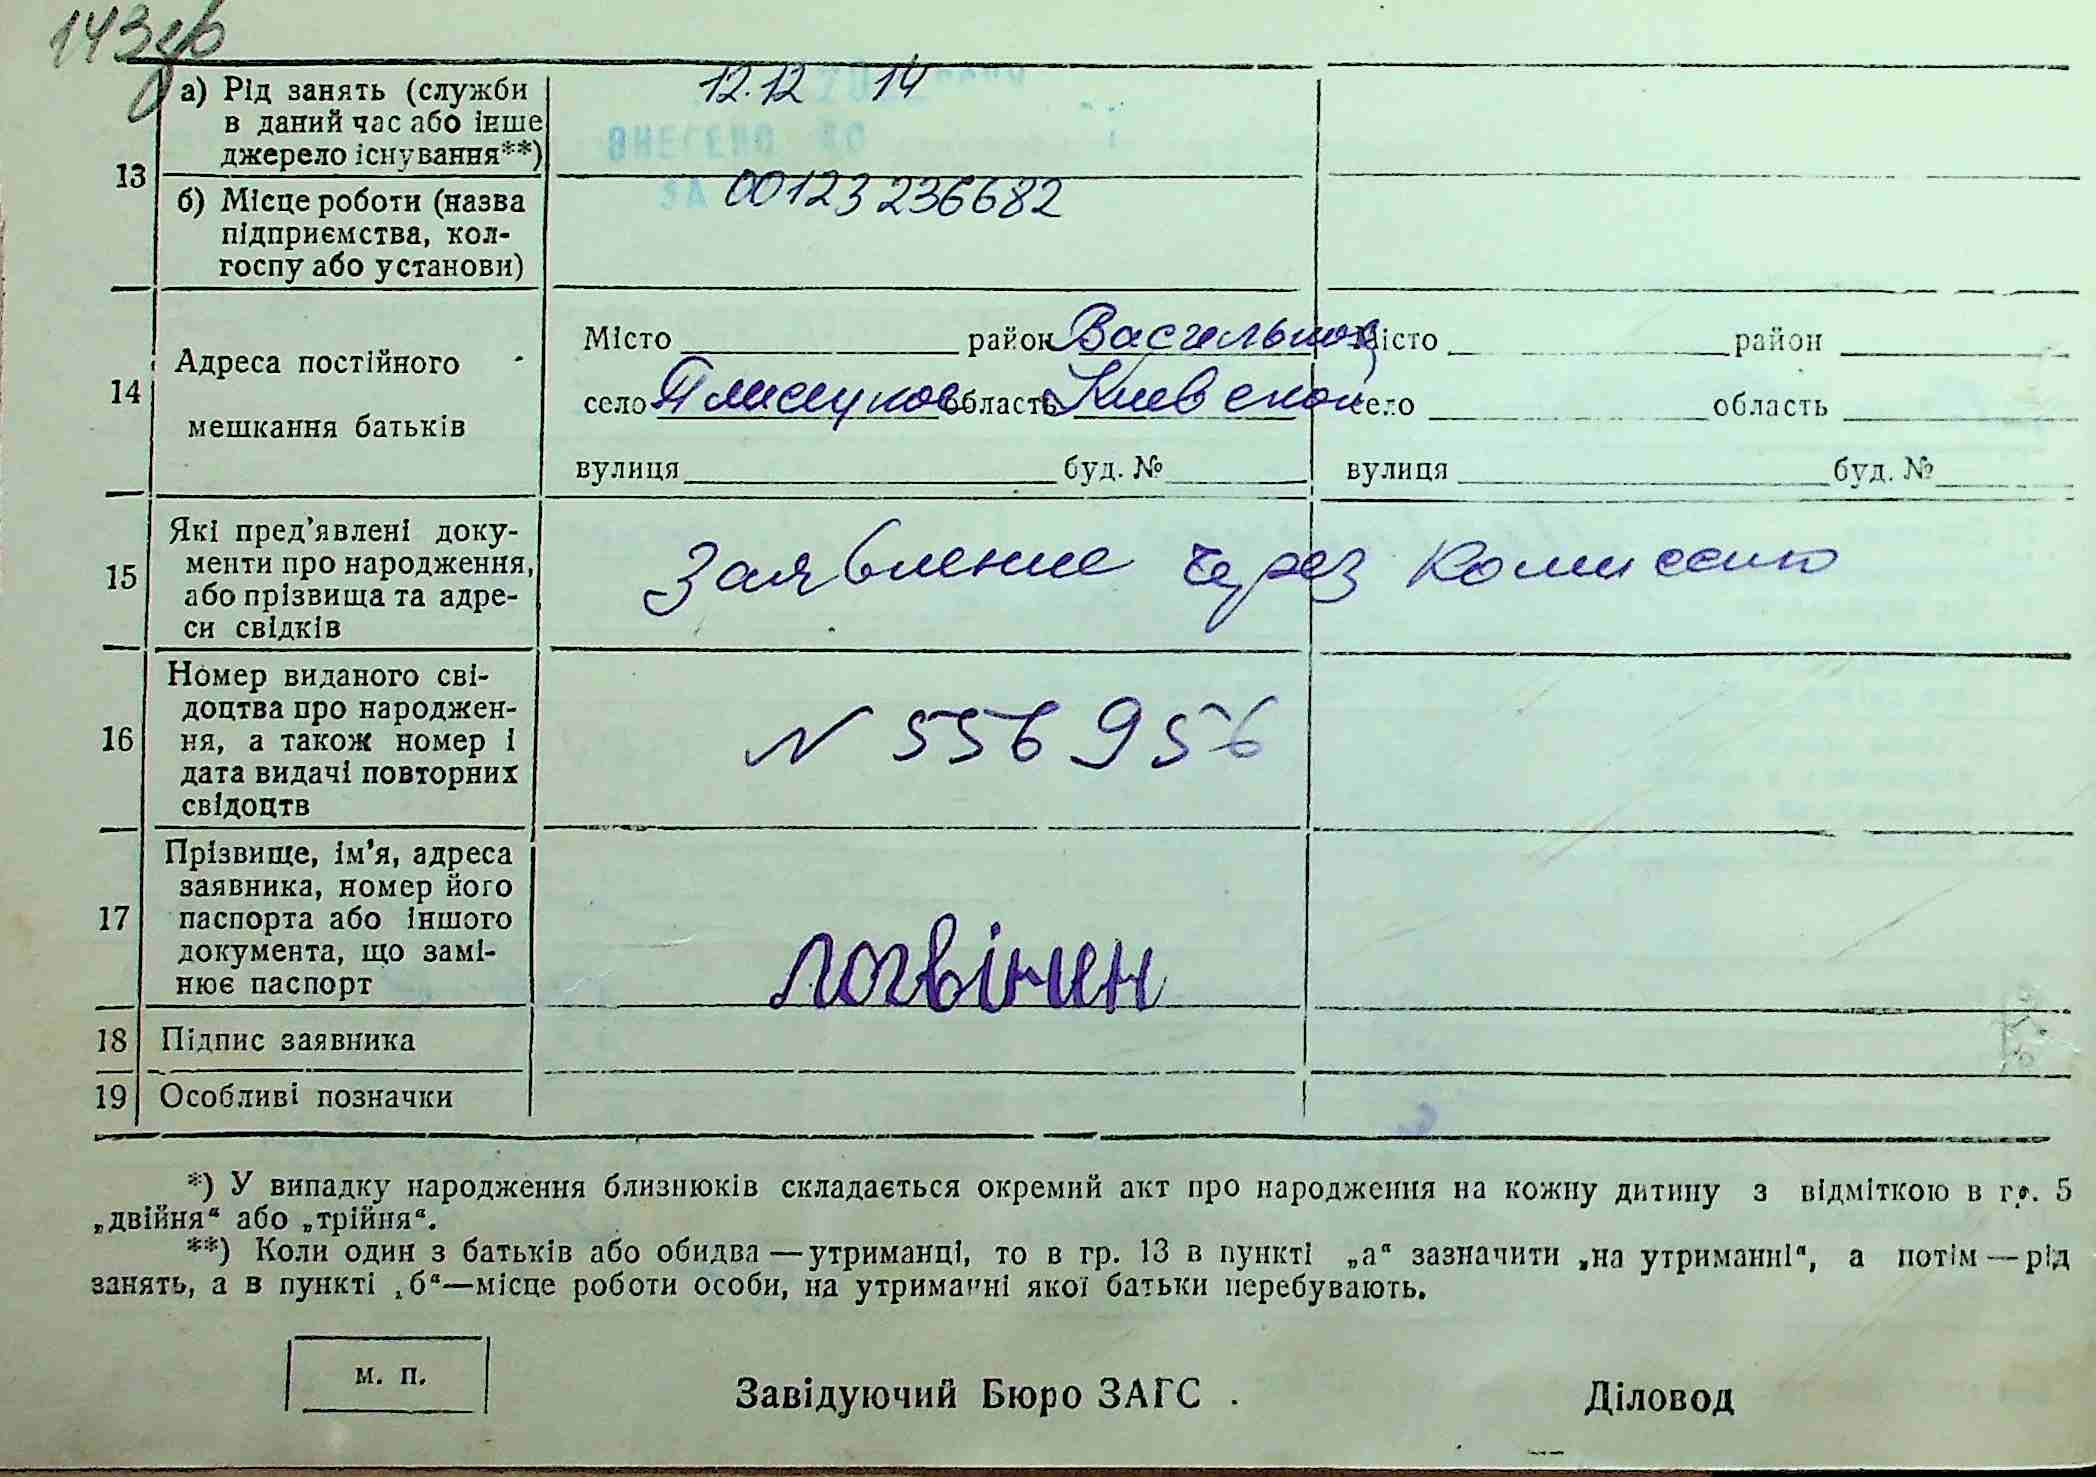 143
а) Рід занять (служби
в даний час або інше
джерело існування**)
12.12 14
ВНЕСЕНО ДО
13
б) Місце роботи (назва
підприємства, кол-
госпу або установи)
ЗА 00123236682
14
Адреса постійного
мешкання батьків
Місто район Васильков
село область Киевской
вулиця буд. №
Місто район
село область
вулиця буд. №
15
Які пред’явлені доку-
менти про народження,
або прізвища та адре-
си свідків
Заявление через комиссию
16
Номер виданого сві-
доцтва про народжен-
ня, а також номер і
дата видачі повторних
свідоцтв
N 556956
17
Прізвище, ім’я, адреса
заявника, номер його
паспорта або іншого
документа, що замі-
нює паспорт
логвінен
18 Підпис заявника
19 Особливі позначки
*) У випадку народження близнюків складається окремий акт про народження на кожну дитину з відміткою в гр. 5
„двійня“ або „трійня“.
**) Коли один з батьків або обидва — утриманці, то в гр. 13 в пункті „а“ зазначити „на утриманні“, а потім — рід
занять, а в пункті „б“—місце роботи особи, на утриманні якої батьки перебувають.
м. п.
Завідуючий Бюро ЗАГС
Діловод